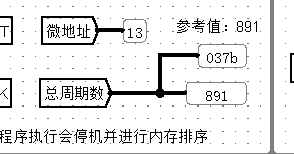 参考值：891
T 微地址 13
037b
K 总周期数 891
程序执行会停机并进行内存排序